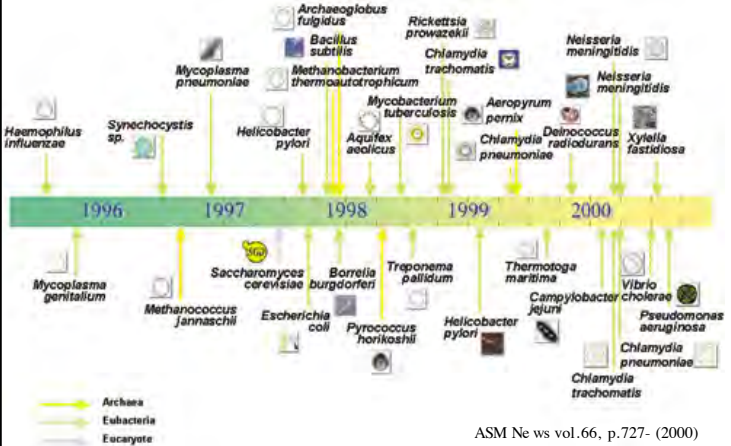 Archaeoglobus
fulgidus
Bacillus
subtilis
Methanobacterium
thermoautotrophicum
Mycoplasma
pneumoniae
Rickettsia
prowazekii
Chlamydia
trachomatis
Neisseria
meningitidis
Neisseria
meningitidis
Haemophilus
influenzae
Synechocystis
sp.
Helicobacter
pylori
Mycobacterium
tuberculosis
Aquifex
aeolicus
Aeropyrum
pernix
Chlamydia
pneumoniae
Deinococcus
radiodurans
Xylella
fastidiosa
1996 1997 1998 1999 2000
Mycoplasma
genitalium
Methanococcus
jannaschii
SGD
Saccharomyces
cerevisiae
Escherichia
coli
Borrelia
burgdorferi
Pyrococcus
horikoshii
Treponema
pallidum
Helicobacter
pylori
Thermotoga
maritima
Campylobacter
jejuni
Vibrio
cholerae
Pseudomonas
aeruginosa
Chlamydia
pneumoniae
Chlamydia
trachomatis
Archaea
Eubacteria
Eucaryote
ASM Ne ws vol.66, p.727- (2000)